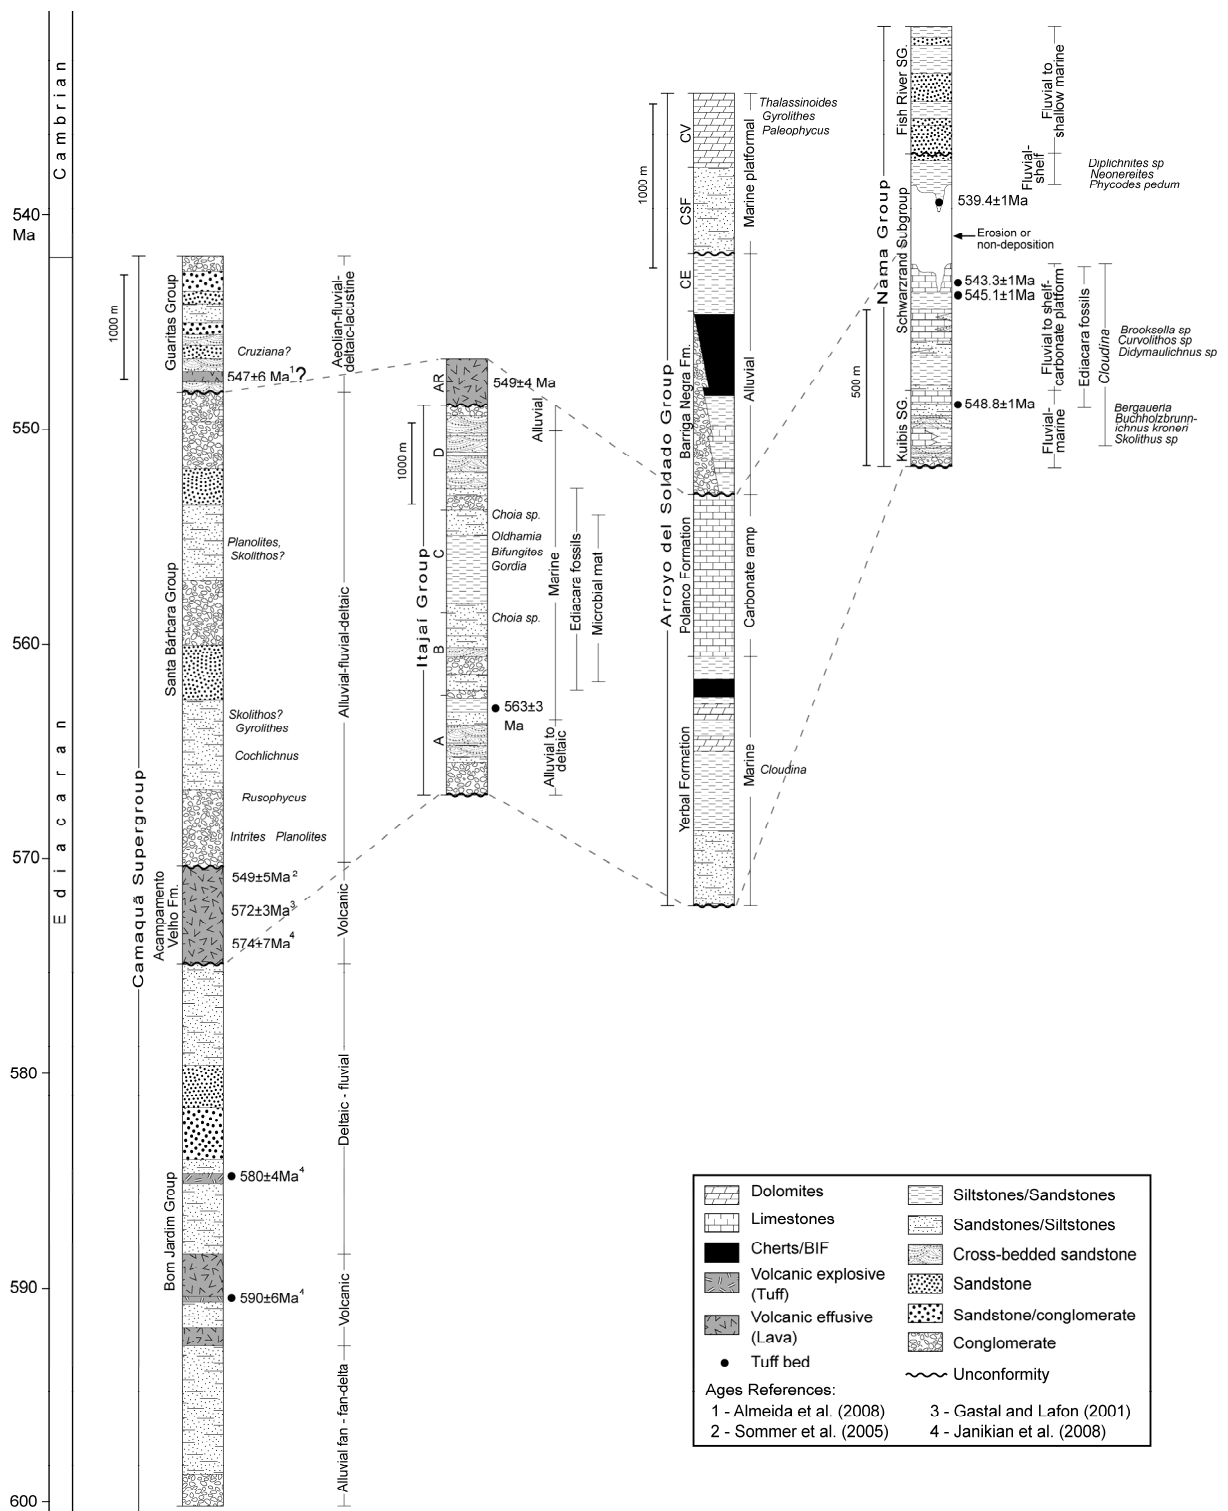 Cambrian
540
Ma
Ediacaran
550
560
570
580
590
600
Camaquã Supergroup
Guaritas Group
1000 m
Cruziana?
547±6 Ma¹?
Aeolian-fluvial-
deltaic-lacustine
Santa Bárbara Group
Planolites,
Skolithos?
Skolithos?
Gyrolithes
Cochlichnus
Rusophycus
Intrites Planolites
Alluvial-fluvial-deltaic
Acampamento
Velho Fm.
549±5Ma²
572±3Ma³
574±7Ma⁴
Volcanic
Bom Jardim Group
Deltaic - fluvial
580±4Ma⁴
590±6Ma⁴
Volcanic
Alluvial fan - fan-delta
Itajaí Group
AR
549±4 Ma
1000 m
D
C
B
A
Choia sp.
Oldhamia
Bifungites
Gordia
Choia sp.
563±3
Ma
Alluvial
Marine
Alluvial to
deltaic
Ediacara fossils
Microbial mat
Arroyo del Soldado Group
1000 m
CV
CSF
CE
Barriga Negra Fm.
Polanco Formation
Yerbal Formation
Thalassinoides
Gyrolithes
Paleophycus
Marine platformal
Alluvial
Carbonate ramp
Marine
Cloudina
Nama Group
Fish River SG.
Schwarzrand Subgroup
Kuibis SG.
500 m
Fluvial to
shallow marine
Fluvial-
shelf
Diplichnites sp
Neonereites
Phycodes pedum
539.4±1Ma
Erosion or
non-deposition
543.3±1Ma
545.1±1Ma
Fluvial to shelf-
carbonate platform
Ediacara fossils
Cloudina
Brooksella sp
Curvolithos sp
Didymaulichnus sp
548.8±1Ma
Fluvial-
marine
Bergaueria
Buchholzbrunn-
ichnus kroneri
Skolithus sp
Dolomites
Limestones
Cherts/BIF
Volcanic explosive
(Tuff)
Volcanic effusive
(Lava)
Tuff bed
Siltstones/Sandstones
Sandstones/Siltstones
Cross-bedded sandstone
Sandstone
Sandstone/conglomerate
Conglomerate
Unconformity
Ages References:
1 - Almeida et al. (2008)
2 - Sommer et al. (2005)
3 - Gastal and Lafon (2001)
4 - Janikian et al. (2008)